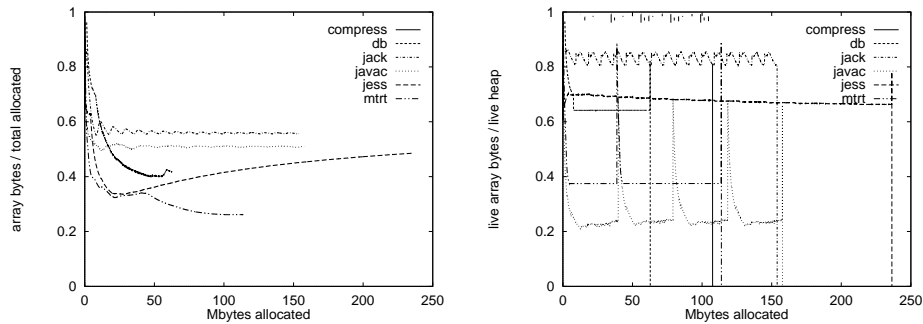 array bytes / total allocated
1
0.8
0.6
0.4
0.2
0
0 50 100 150 200 250
Mbytes allocated
compress
db
jack
javac
jess
mtrt
live array bytes / live heap
1
0.8
0.6
0.4
0.2
0
0 50 100 150 200 250
Mbytes allocated
compress
db
jack
javac
jess
mtrt